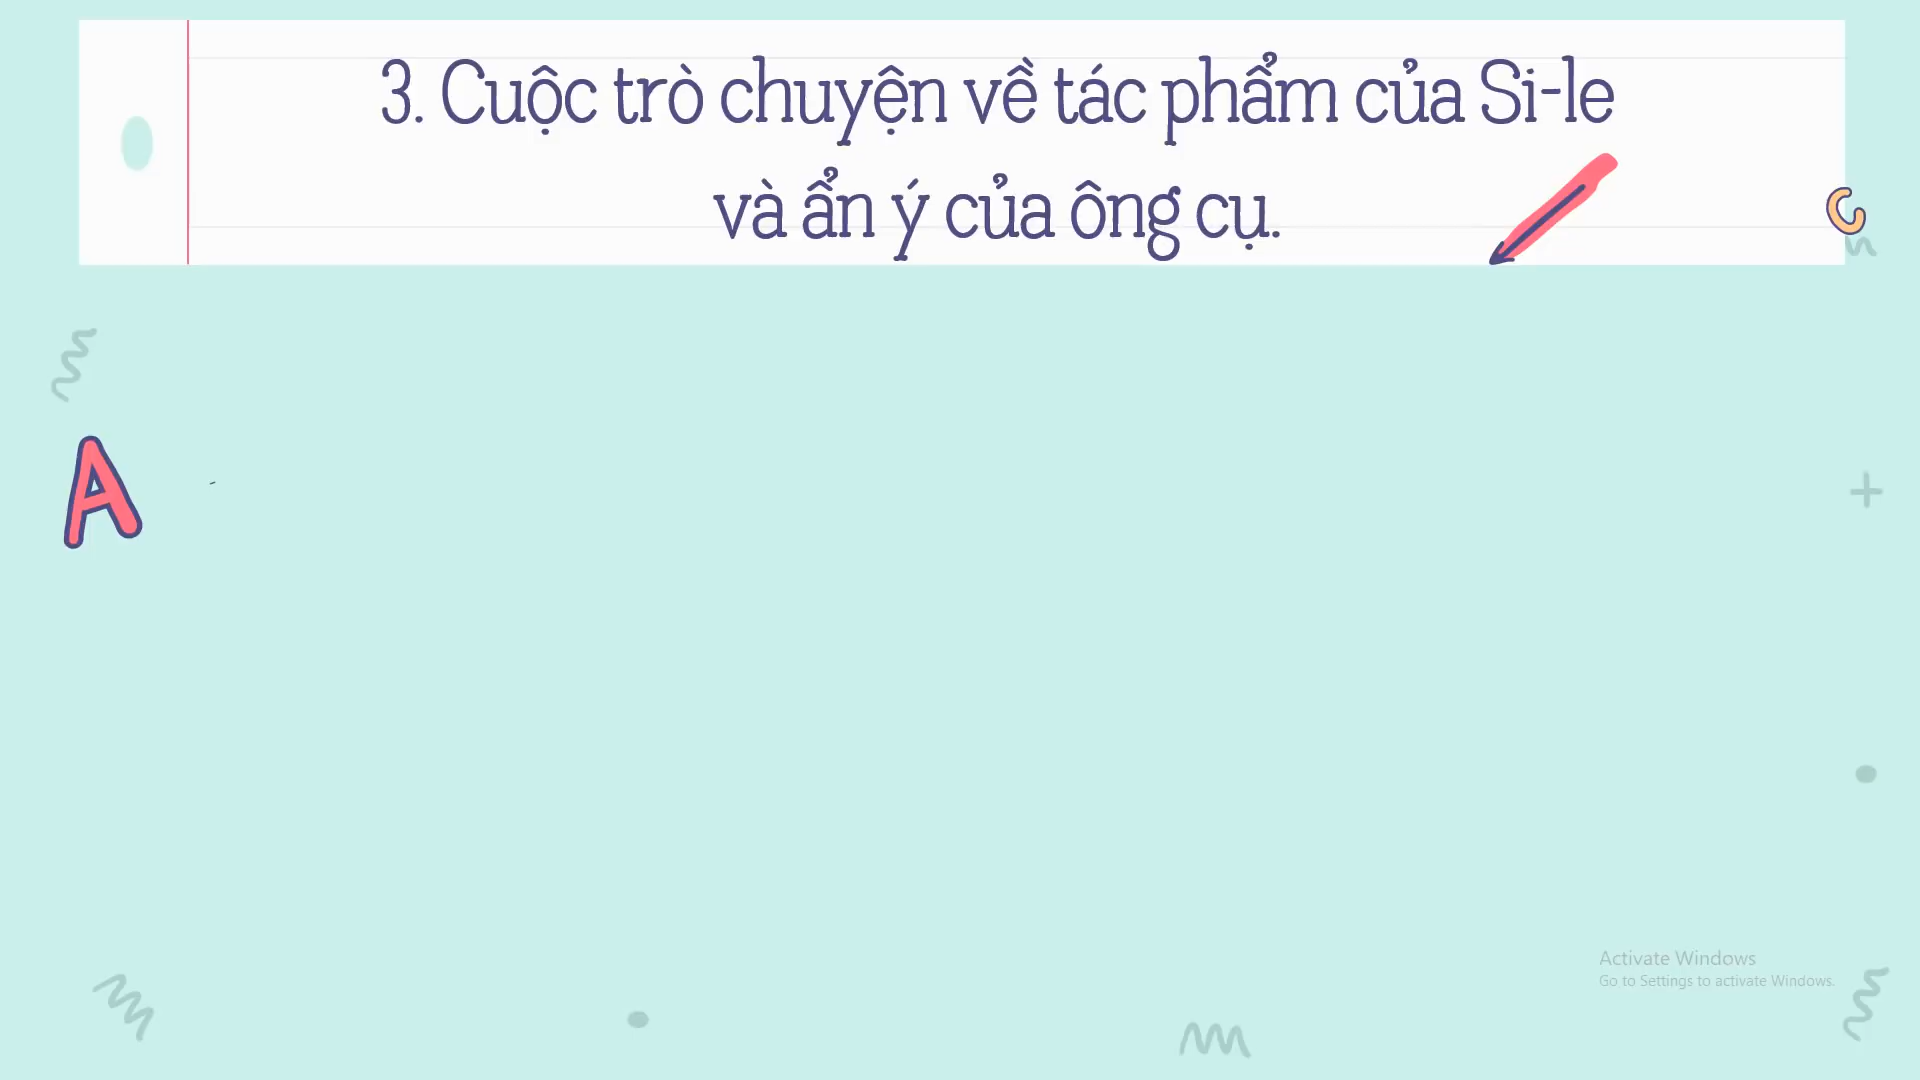 3. Cuộc trò chuyện về tác phẩm của Si-le
và ẩn ý của ông cụ.
C
A
Activate Windows
Go to Settings to activate Windows.